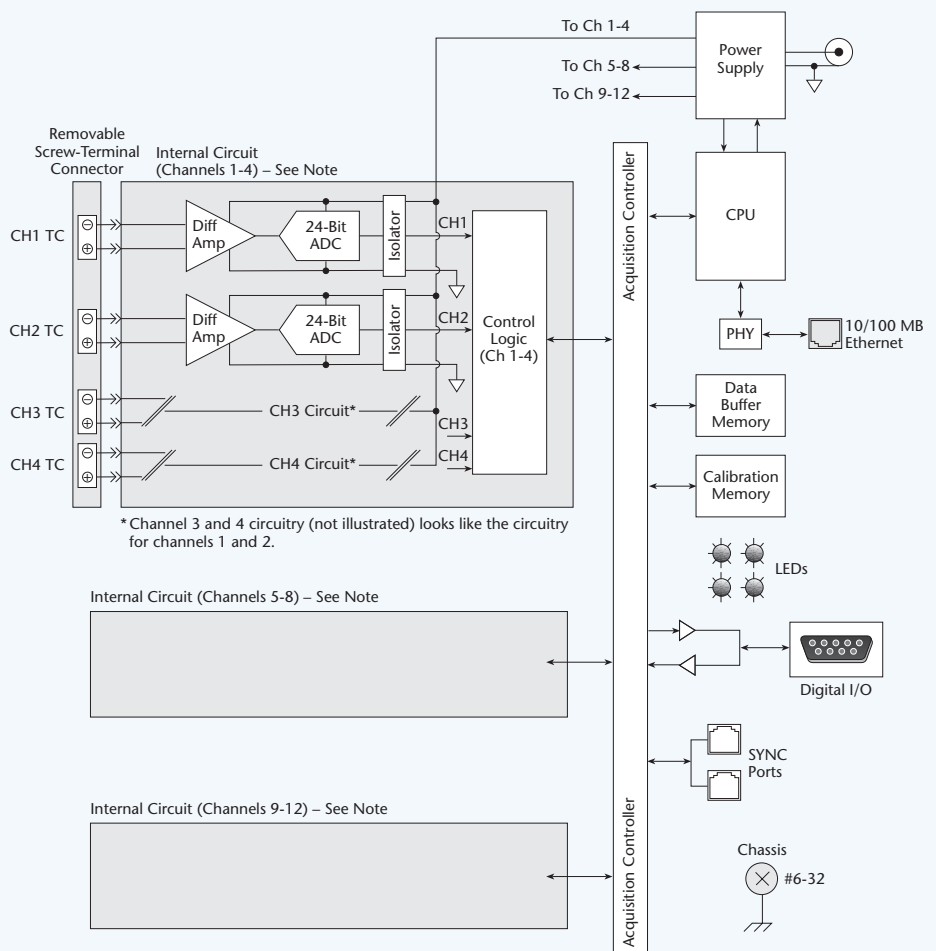 To Ch 1-4
To Ch 5-8
To Ch 9-12
Power
Supply
Removable
Screw-Terminal
Connector
Internal Circuit
(Channels 1-4) – See Note
CH1 TC
⊖
⊕
Diff
Amp
24-Bit
ADC
Isolator
CH1
CH2 TC
⊖
⊕
Diff
Amp
24-Bit
ADC
Isolator
CH2
Control
Logic
(Ch 1-4)
CH3 TC
⊖
⊕
CH3 Circuit*
CH3
CH4 TC
⊖
⊕
CH4 Circuit*
CH4
* Channel 3 and 4 circuitry (not illustrated) looks like the circuitry
for channels 1 and 2.
Acquisition Controller
CPU
PHY
10/100 MB
Ethernet
Data
Buffer
Memory
Calibration
Memory
LEDs
Internal Circuit (Channels 5-8) – See Note
Digital I/O
SYNC
Ports
Internal Circuit (Channels 9-12) – See Note
Acquisition Controller
Chassis
#6-32